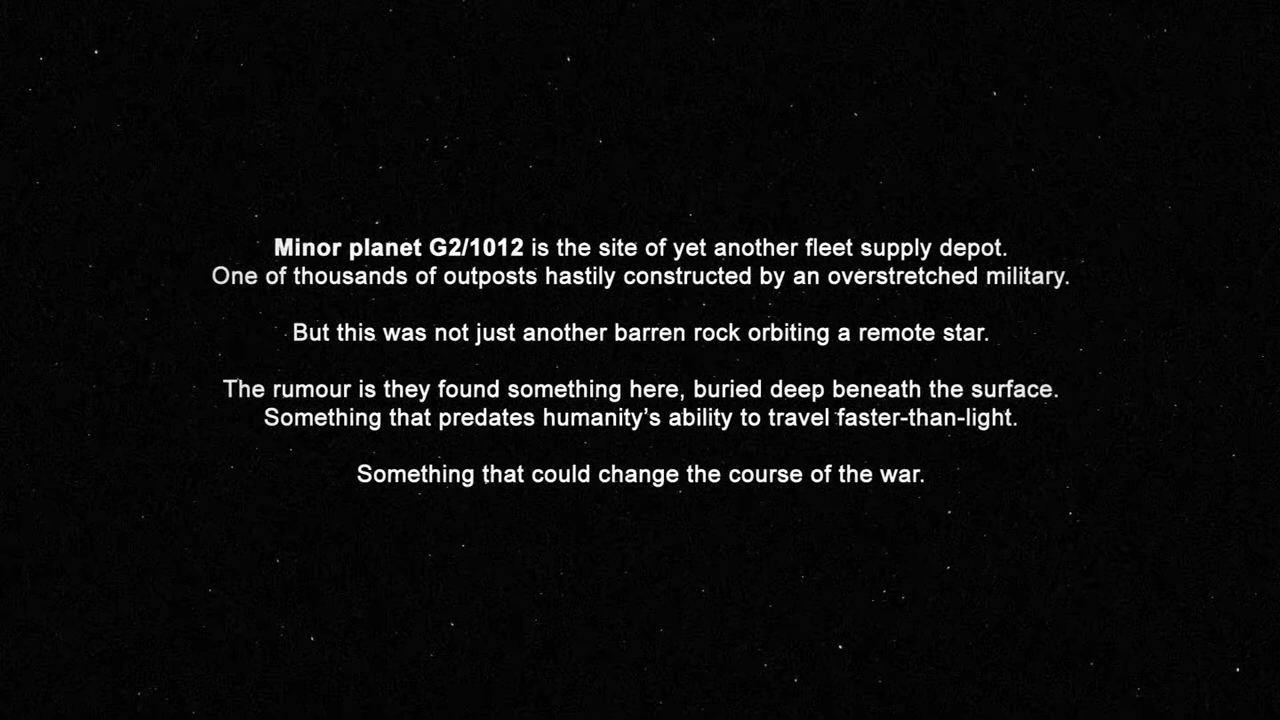 Minor planet G2/1012 is the site of yet another fleet supply depot.
One of thousands of outposts hastily constructed by an overstretched military.
But this was not just another barren rock orbiting a remote star.
The rumour is they found something here, buried deep beneath the surface.
Something that predates humanity’s ability to travel faster-than-light.
Something that could change the course of the war.